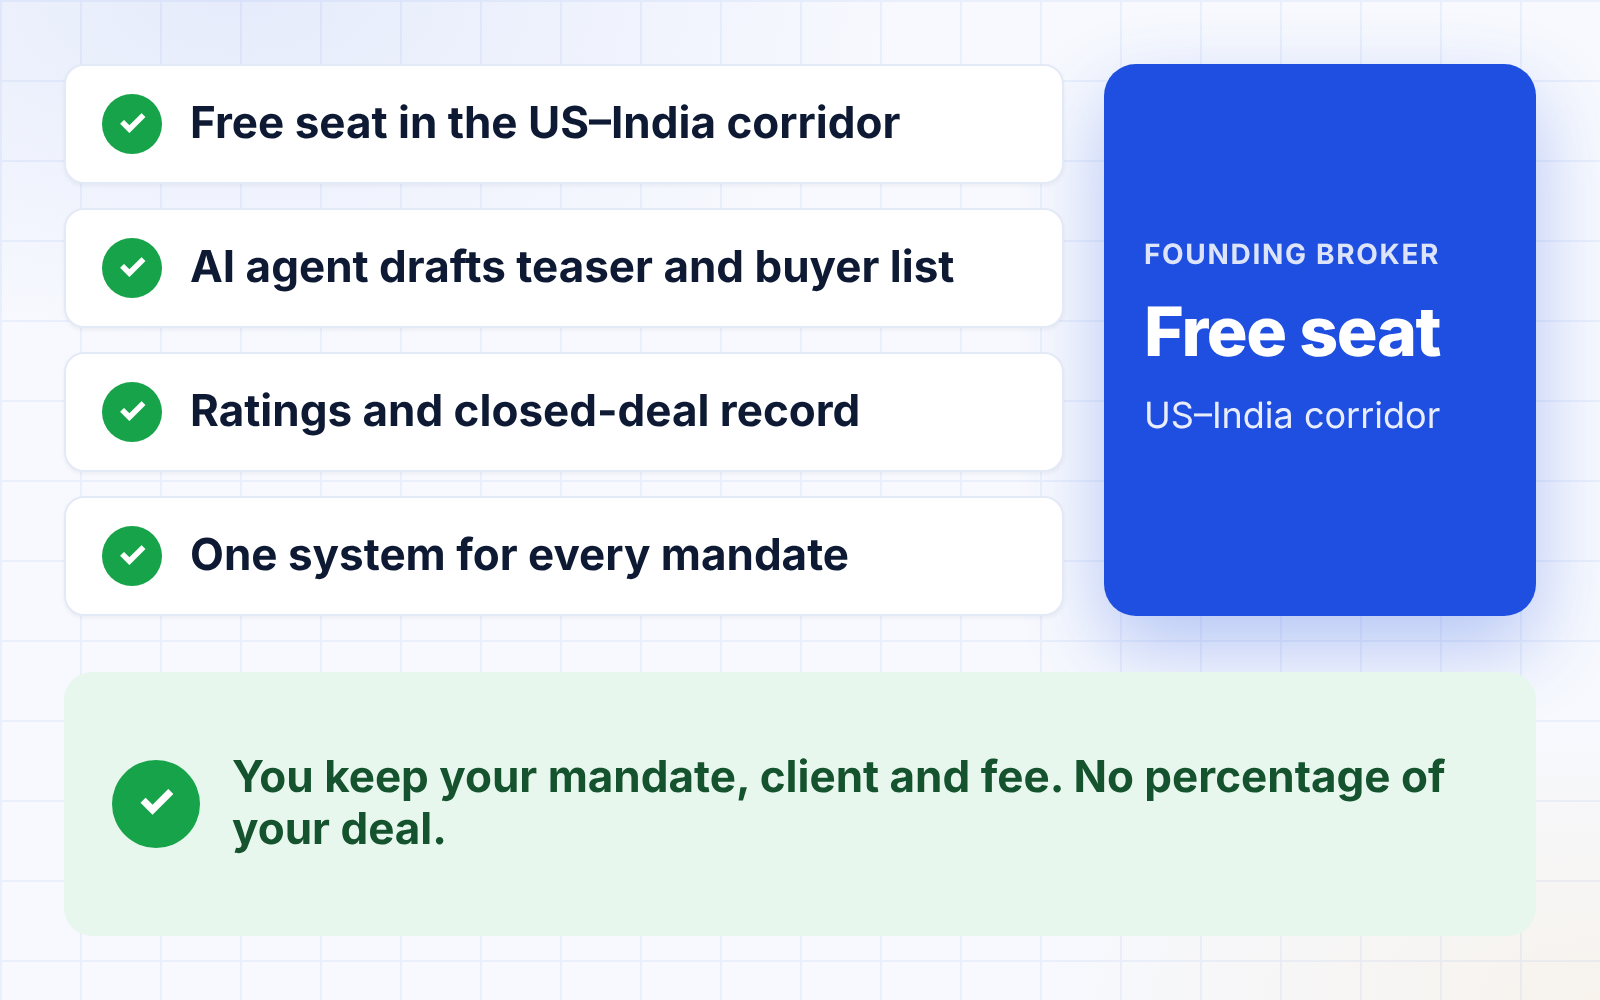 Free seat in the US–India corridor
AI agent drafts teaser and buyer list
Ratings and closed-deal record
One system for every mandate
FOUNDING BROKER
Free seat
US–India corridor
You keep your mandate, client and fee. No percentage of
your deal.